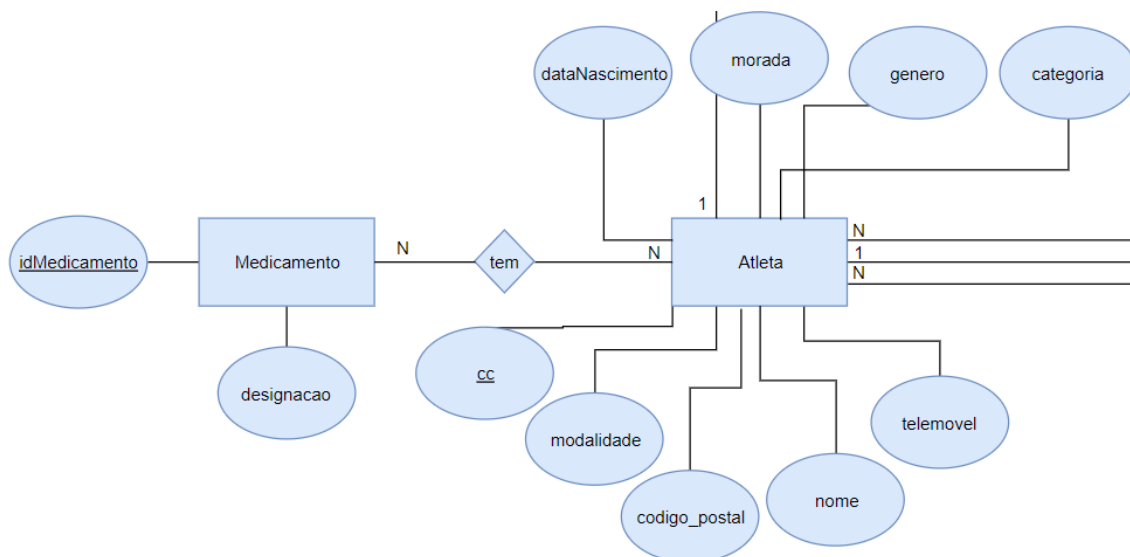 dataNascimento
morada
genero
categoria
1
idMedicamento
Medicamento
N
tem
N
Atleta
N
1
N
designacao
cc
modalidade
codigo_postal
nome
telemovel